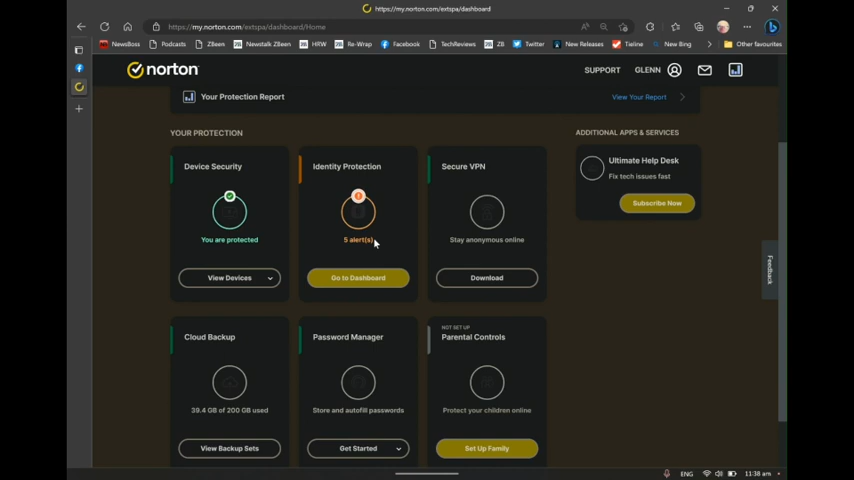 https://my.norton.com/extspa/dashboard
https://my.norton.com/extspa/dashboard/Home
NewsBoss Podcasts ZBeen Newstalk ZBeen HRW Re-Wrap Facebook TechReviews ZB Twitter New Releases Twrline New Bing Other favourites
norton
SUPPORT GLENN
Your Protection Report View Your Report
YOUR PROTECTION
ADDITIONAL APPS & SERVICES
Device Security
You are protected
View Devices
Identity Protection
5 alert(s)
Go to Dashboard
Secure VPN
Stay anonymous online
Download
Ultimate Help Desk
Fix tech issues fast
Subscribe Now
Feedback
Cloud Backup
39.4 GB of 200 GB used
View Backup Sets
Password Manager
Store and autofill passwords
Get Started
NOT SET UP
Parental Controls
Protect your children online
Set Up Family
ENG 11:38 am